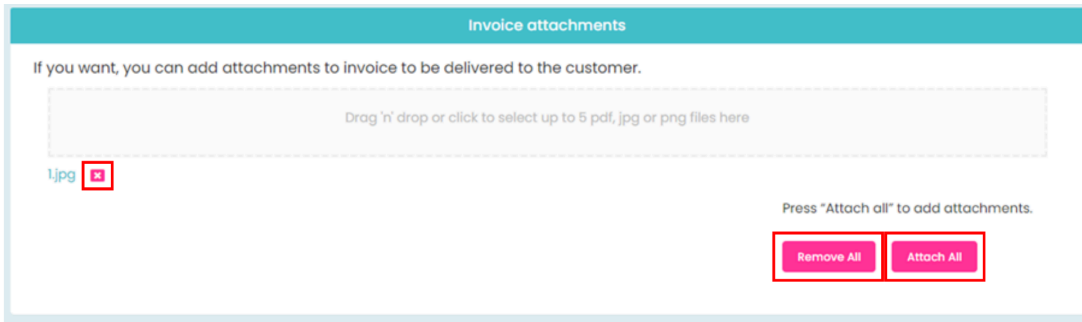 Invoice attachments
If you want, you can add attachments to invoice to be delivered to the customer.
Drag 'n' drop or click to select up to 5 pdf, jpg or png files here
1.jpg
Press “Attach all” to add attachments.
Remove All Attach All